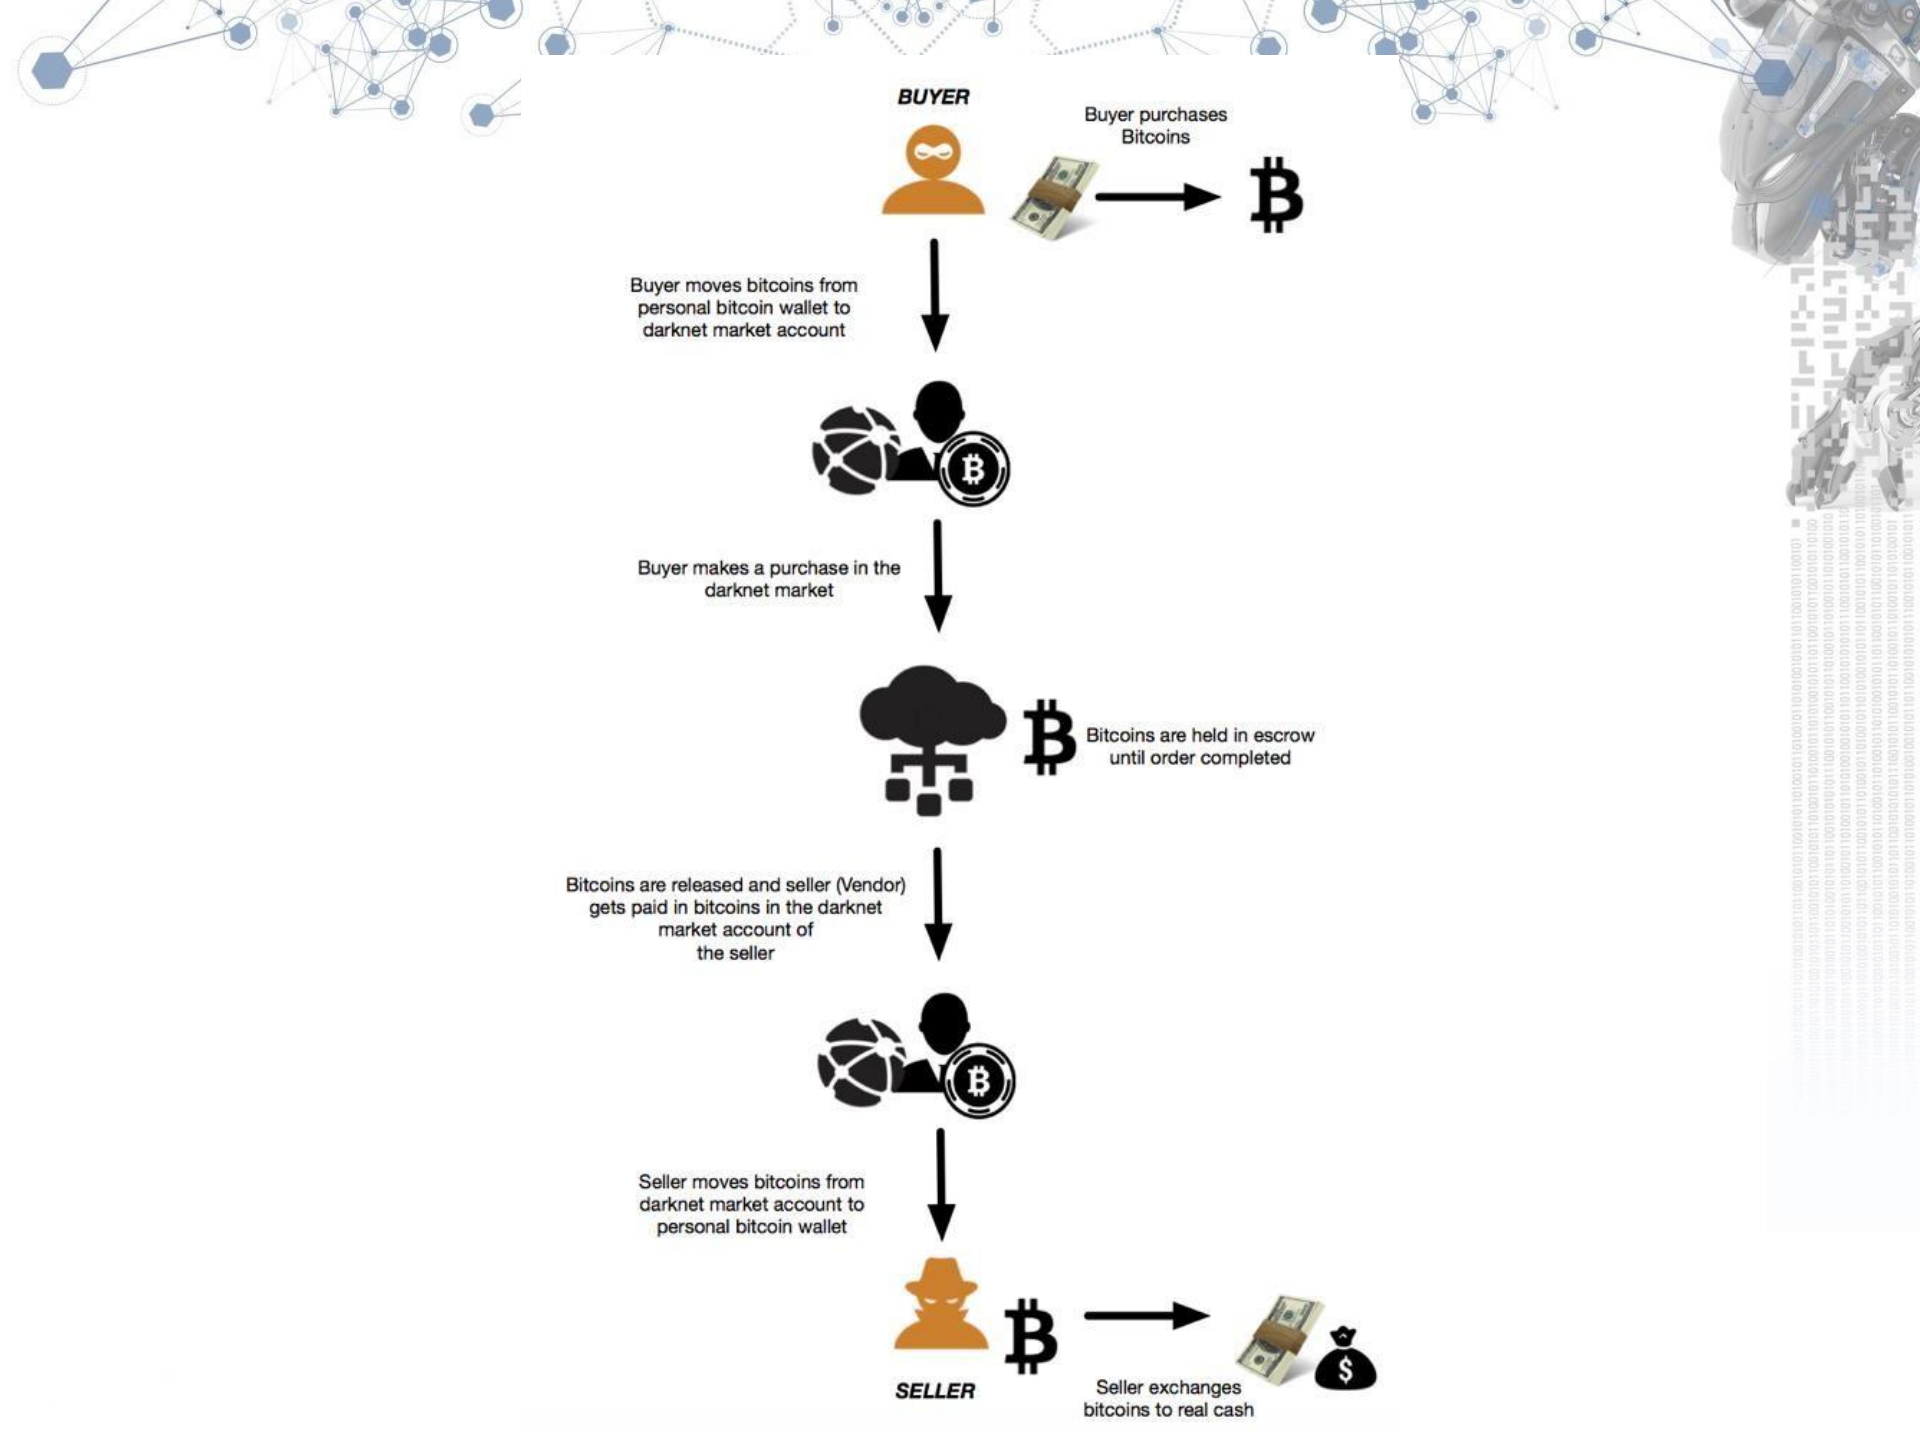 BUYER
Buyer purchases
Bitcoins
Buyer moves bitcoins from
personal bitcoin wallet to
darknet market account
Buyer makes a purchase in the
darknet market
Bitcoins are held in escrow
until order completed
Bitcoins are released and seller (Vendor)
gets paid in bitcoins in the darknet
market account of
the seller
Seller moves bitcoins from
darknet market account to
personal bitcoin wallet
SELLER
Seller exchanges
bitcoins to real cash